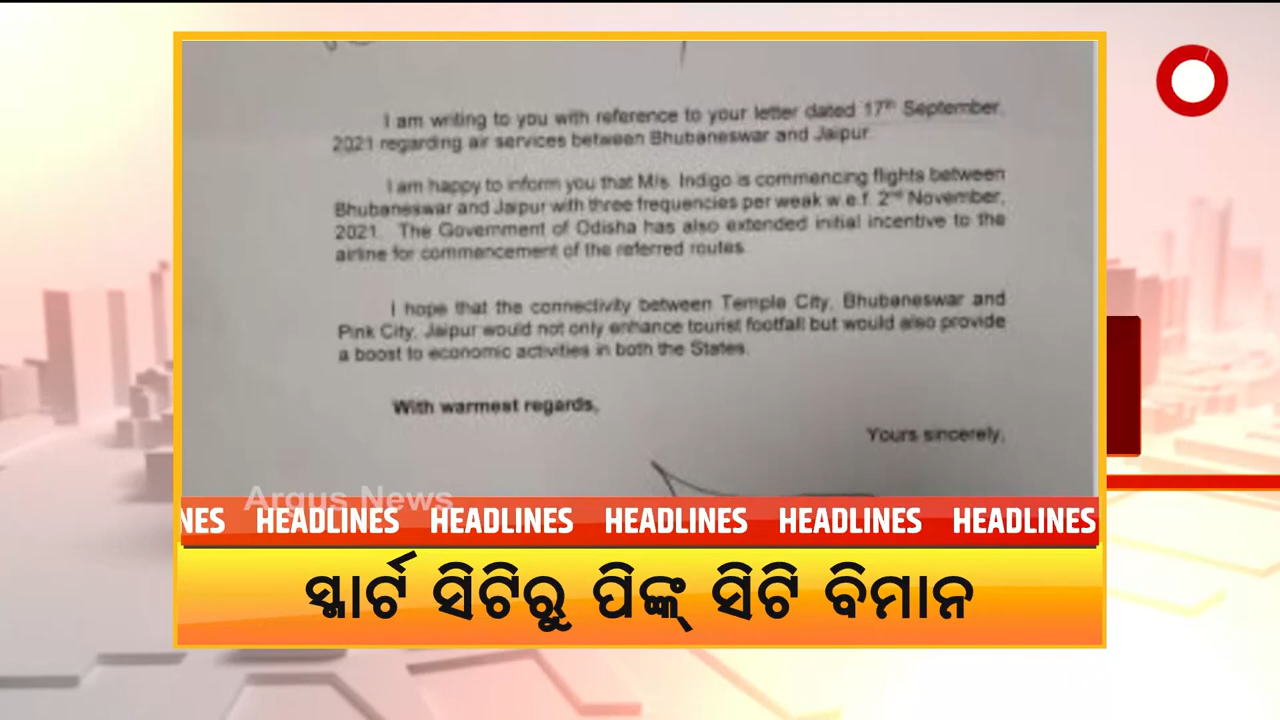 I am writing to you with reference to your letter dated 17th September,
2021 regarding air services between Bhubaneswar and Jaipur.
I am happy to inform you that M/s. Indigo is commencing flights between
Bhubaneswar and Jaipur with three frequencies per weak w.e.f. 2nd November,
2021. The Government of Odisha has also extended initial incentive to the
airline for commencement of the referred routes.
I hope that the connectivity between Temple City, Bhubaneswar and
Pink City, Jaipur would not only enhance tourist footfall but would also provide
a boost to economic activities in both the States.
With warmest regards,
Yours sincerely,
Argus News
NES HEADLINES HEADLINES HEADLINES HEADLINES HEADLINES
ସ୍ମାର୍ଟ ସିଟିରୁ ପିଙ୍କ୍ ସିଟି ବିମାନ